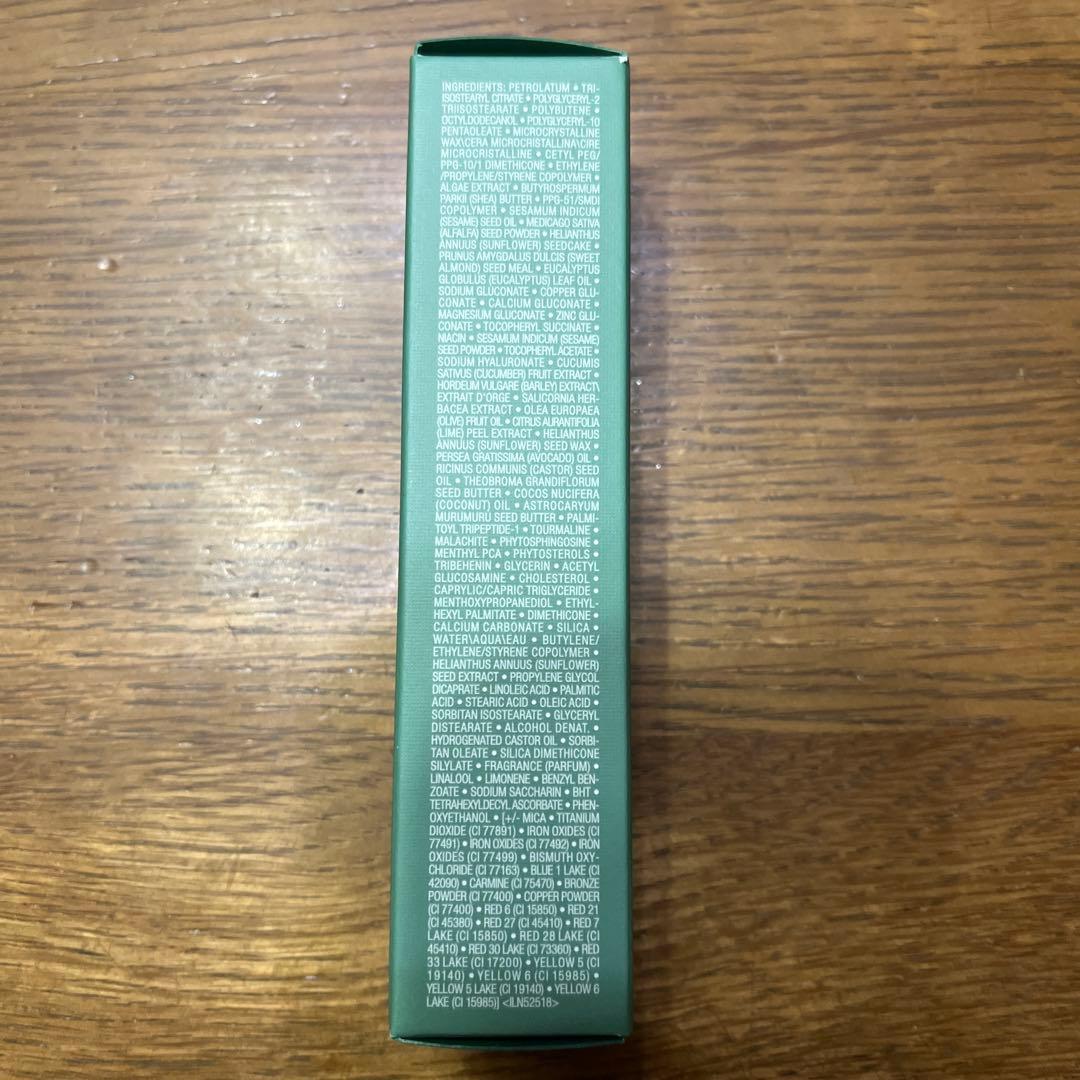 INGREDIENTS: PETROLATUM • TRI-
ISOSTEARYL CITRATE • POLYGLYCERYL-2
TRIISOSTEARATE • POLYBUTENE •
OCTYLDODECANOL • POLYGLYCERYL-10
PENTAOLEATE • MICROCRYSTALLINE
WAX\CERA MICROCRISTALLINA\CIRE
MICROCRISTALLINE • CETYL PEG/
PPG-10/1 DIMETHICONE • ETHYLENE
/PROPYLENE/STYRENE COPOLYMER •
ALGAE EXTRACT • BUTYROSPERMUM
PARKII (SHEA) BUTTER • PPG-51/SMDI
COPOLYMER • SESAMUM INDICUM
(SESAME) SEED OIL • MEDICAGO SATIVA
(ALFALFA) SEED POWDER • HELIANTHUS
ANNUUS (SUNFLOWER) SEEDCAKE •
PRUNUS AMYGDALUS DULCIS (SWEET
ALMOND) SEED MEAL • EUCALYPTUS
GLOBULUS (EUCALYPTUS) LEAF OIL •
SODIUM GLUCONATE • COPPER GLU-
CONATE • CALCIUM GLUCONATE •
MAGNESIUM GLUCONATE • ZINC GLU-
CONATE • TOCOPHERYL SUCCINATE •
NIACIN • SESAMUM INDICUM (SESAME)
SEED POWDER • TOCOPHERYL ACETATE •
SODIUM HYALURONATE • CUCUMIS
SATIVUS (CUCUMBER) FRUIT EXTRACT •
HORDEUM VULGARE (BARLEY) EXTRACT\
EXTRAIT D'ORGE • SALICORNIA HER-
BACEA EXTRACT • OLEA EUROPAEA
(OLIVE) FRUIT OIL • CITRUS AURANTIFOLIA
(LIME) PEEL EXTRACT • HELIANTHUS
ANNUUS (SUNFLOWER) SEED WAX •
PERSEA GRATISSIMA (AVOCADO) OIL •
RICINUS COMMUNIS (CASTOR) SEED
OIL • THEOBROMA GRANDIFLORUM
SEED BUTTER • COCOS NUCIFERA
(COCONUT) OIL • ASTROCARYUM
MURUMURU SEED BUTTER • PALMI-
TOYL TRIPEPTIDE-1 • TOURMALINE •
MALACHITE • PHYTOSPHINGOSINE •
MENTHYL PCA • PHYTOSTEROLS •
TRIBEHENIN • GLYCERIN • ACETYL
GLUCOSAMINE • CHOLESTEROL •
CAPRYLIC/CAPRIC TRIGLYCERIDE •
MENTHOXYPROPANEDIOL • ETHYL-
HEXYL PALMITATE • DIMETHICONE •
CALCIUM CARBONATE • SILICA •
WATER\AQUA\EAU • BUTYLENE/
ETHYLENE/STYRENE COPOLYMER •
HELIANTHUS ANNUUS (SUNFLOWER)
SEED EXTRACT • PROPYLENE GLYCOL
DICAPRATE • LINOLEIC ACID • PALMITIC
ACID • STEARIC ACID • OLEIC ACID •
SORBITAN ISOSTEARATE • GLYCERYL
DISTEARATE • ALCOHOL DENAT. •
HYDROGENATED CASTOR OIL • SORBI-
TAN OLEATE • SILICA DIMETHICONE
SILYLATE • FRAGRANCE (PARFUM) •
LINALOOL • LIMONENE • BENZYL BEN-
ZOATE • SODIUM SACCHARIN • BHT •
TETRAHEXYLDECYL ASCORBATE • PHEN-
OXYETHANOL • [+/- MICA • TITANIUM
DIOXIDE (CI 77891) • IRON OXIDES (CI
77491) • IRON OXIDES (CI 77492) • IRON
OXIDES (CI 77499) • BISMUTH OXY-
CHLORIDE (CI 77163) • BLUE 1 LAKE (CI
42090) • CARMINE (CI 75470) • BRONZE
POWDER (CI 77400) • COPPER POWDER
(CI 77400) • RED 6 (CI 15850) • RED 21
(CI 45380) • RED 27 (CI 45410) • RED 7
LAKE (CI 15850) • RED 28 LAKE (CI
45410) • RED 30 LAKE (CI 73360) • RED
33 LAKE (CI 17200) • YELLOW 5 (CI
19140) • YELLOW 6 (CI 15985) •
YELLOW 5 LAKE (CI 19140) • YELLOW 6
LAKE (CI 15985)] <ILN52518>